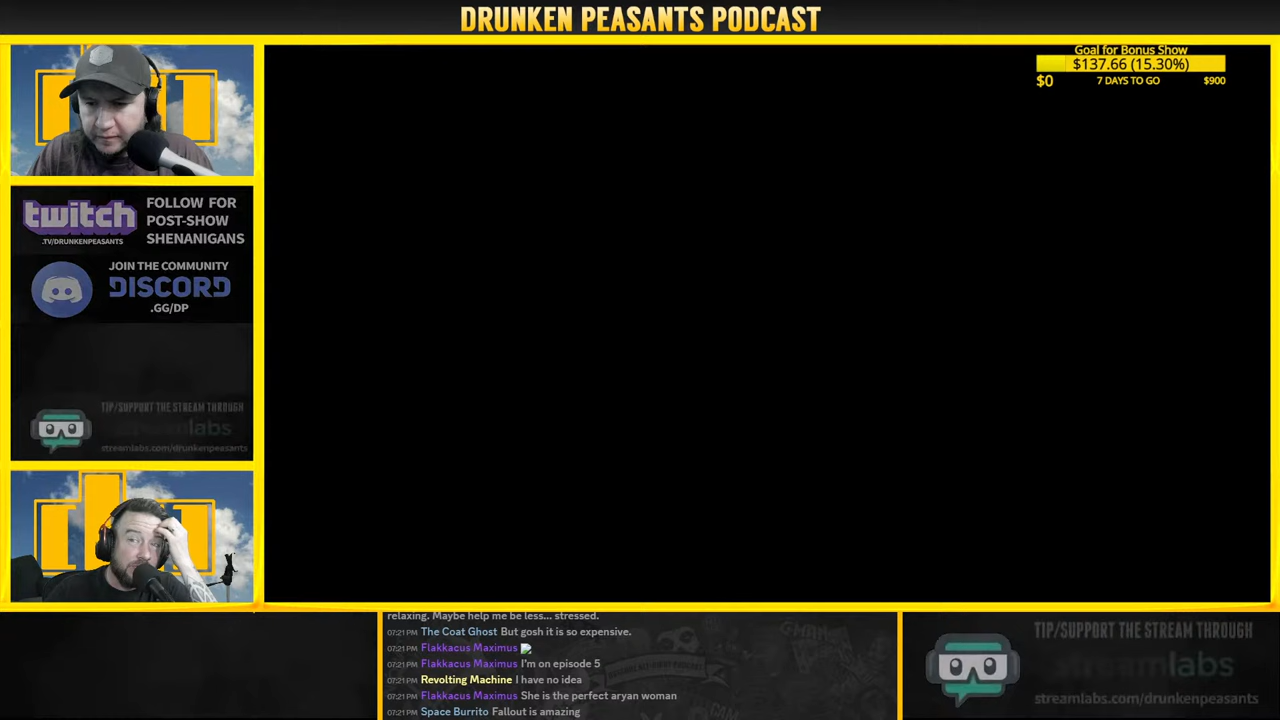 DRUNKEN PEASANTS PODCAST
Goal for Bonus Show
$137.66 (15.30%)
$0
7 DAYS TO GO
$900
twitch
.TV/DRUNKENPEASANTS
FOLLOW FOR
POST-SHOW
SHENANIGANS
JOIN THE COMMUNITY
DISCORD
.GG/DP
TIP/SUPPORT THE STREAM THROUGH
streamlabs
streamlabs.com/drunkenpeasants
relaxing. Maybe help me be less... stressed.
07:21 PM The Coat Ghost But gosh it is so expensive.
07:21 PM Flakkacus Maximus
07:21 PM Flakkacus Maximus I'm on episode 5
07:21 PM Revolting Machine I have no idea
07:21 PM Flakkacus Maximus She is the perfect aryan woman
07:21 PM Space Burrito Fallout is amazing
TIP/SUPPORT THE STREAM THROUGH
streamlabs
streamlabs.com/drunkenpeasants